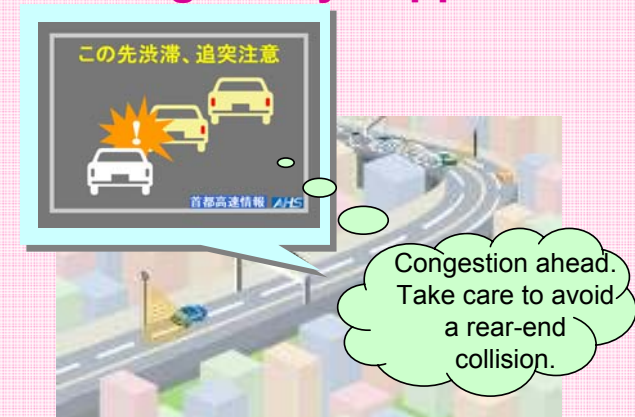 この先渋滞、追突注意
!
首都高速情報 AHS
Congestion ahead.
Take care to avoid
a rear-end
collision.